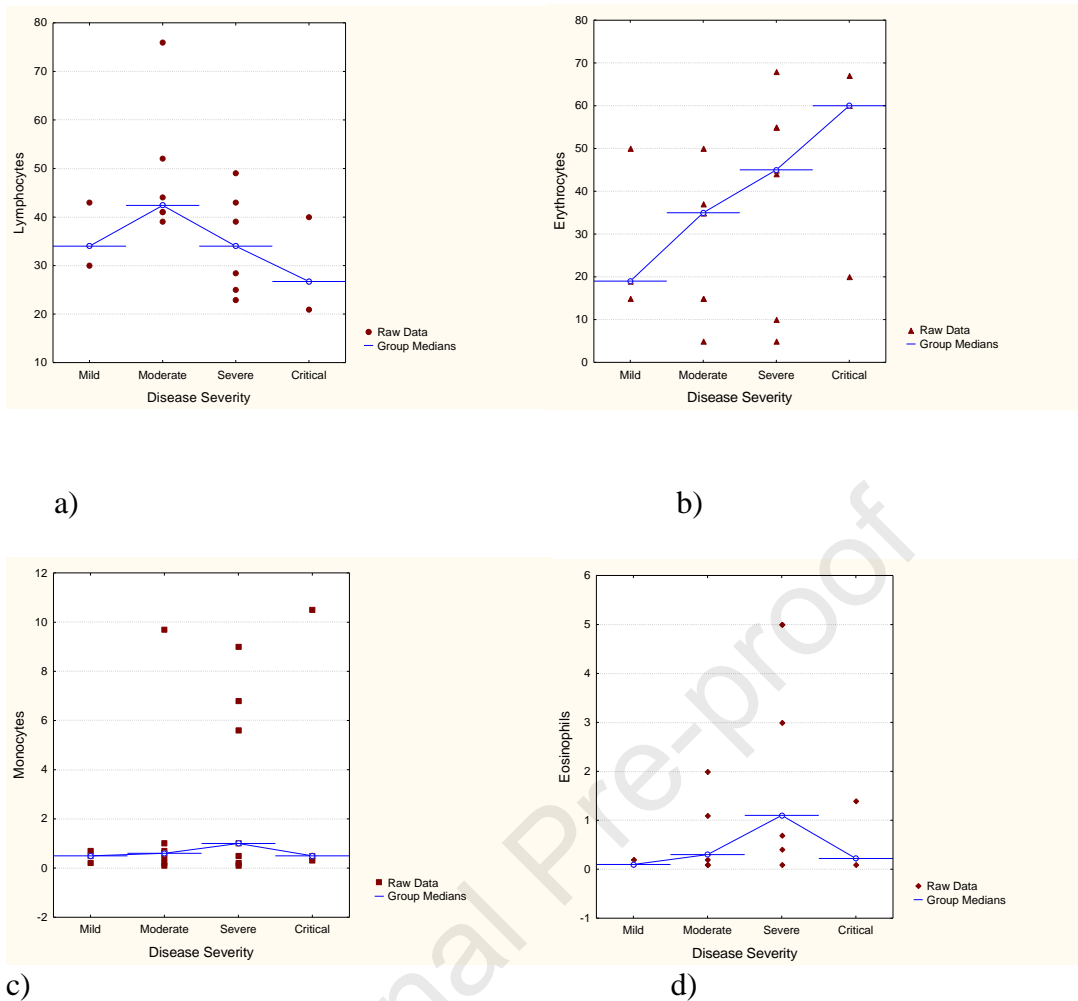 80
70
60
50
40
30
20
10
Lymphocytes
Mild Moderate Severe Critical
Disease Severity
Raw Data
Group Medians
a)
80
70
60
50
40
30
20
10
0
Erythrocytes
Mild Moderate Severe Critical
Disease Severity
Raw Data
Group Medians
b)
12
10
8
6
4
2
0
-2
Monocytes
Mild Moderate Severe Critical
Disease Severity
Raw Data
Group Medians
c)
6
5
4
3
2
1
0
-1
Eosinophils
Mild Moderate Severe Critical
Disease Severity
Raw Data
Group Medians
d)
nal Pre-proof